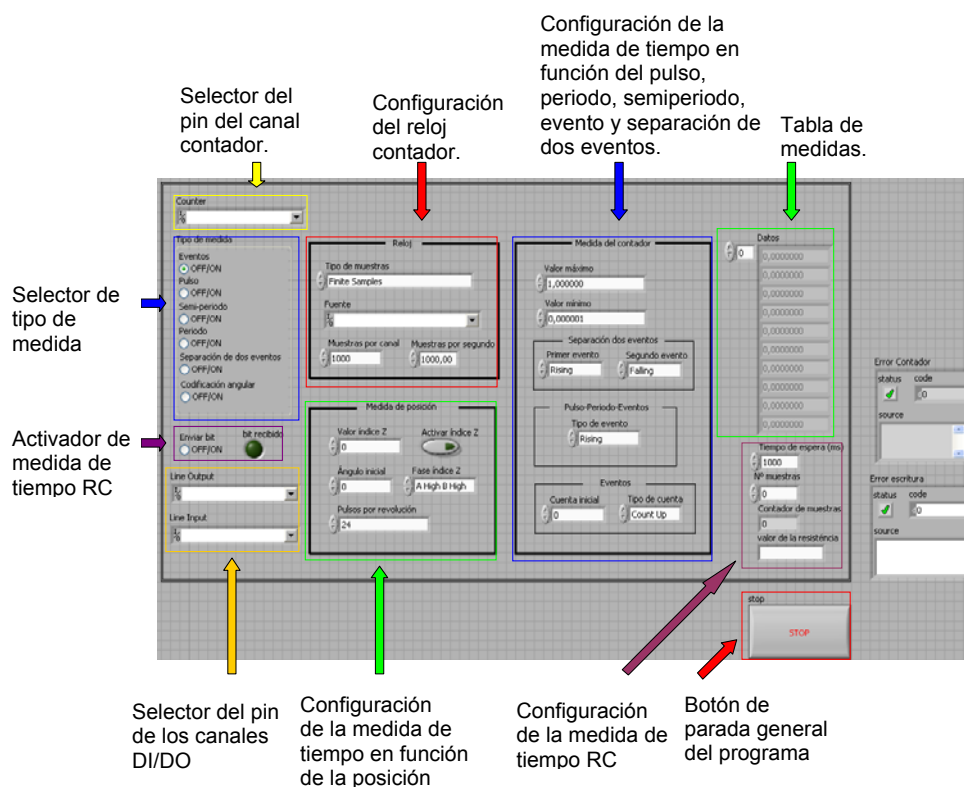 Configuración de la
medida de tiempo en
función del pulso,
periodo, semiperiodo,
evento y separación de
dos eventos.
Selector del
pin del canal
contador.
Configuración
del reloj
contador.
Tabla de
medidas.
Counter
Tipo de medida
Eventos
OFF/ON
Pulso
OFF/ON
Semi-periodo
OFF/ON
Periodo
OFF/ON
Separación de dos eventos
OFF/ON
Codificación angular
OFF/ON
Selector de
tipo de
medida
Activador de
medida de
tiempo RC
Enviar bit
bit recibido
OFF/ON
Line Output
Line Input
Reloj
Tipo de muestras
Finite Samples
Fuente
Muestras por canal
Muestras por segundo
1000
1000,00
Medida de posición
Valor índice Z
Activar índice Z
0
Ángulo inicial
Fase índice Z
0
A High B High
Pulsos por revolución
24
Medida del contador
Valor máximo
1,000000
Valor mínimo
0,000001
Separación dos eventos
Primer evento
Segundo evento
Rising
Falling
Pulso-Periodo-Eventos
Tipo de evento
Rising
Eventos
Cuenta inicial
Tipo de cuenta
0
Count Up
Datos
0
0,0000000
0,0000000
0,0000000
0,0000000
0,0000000
0,0000000
0,0000000
0,0000000
0,0000000
0,0000000
Tiempo de espera (ms)
1000
Nº muestras
0
Contador de muestras
0
valor de la resisténcia
Error Contador
status
code
0
source
Error escritura
status
code
0
source
stop
STOP
Selector del pin
de los canales
DI/DO
Configuración
de la medida de
tiempo en función
de la posición
Configuración
de la medida de
tiempo RC
Botón de
parada general
del programa